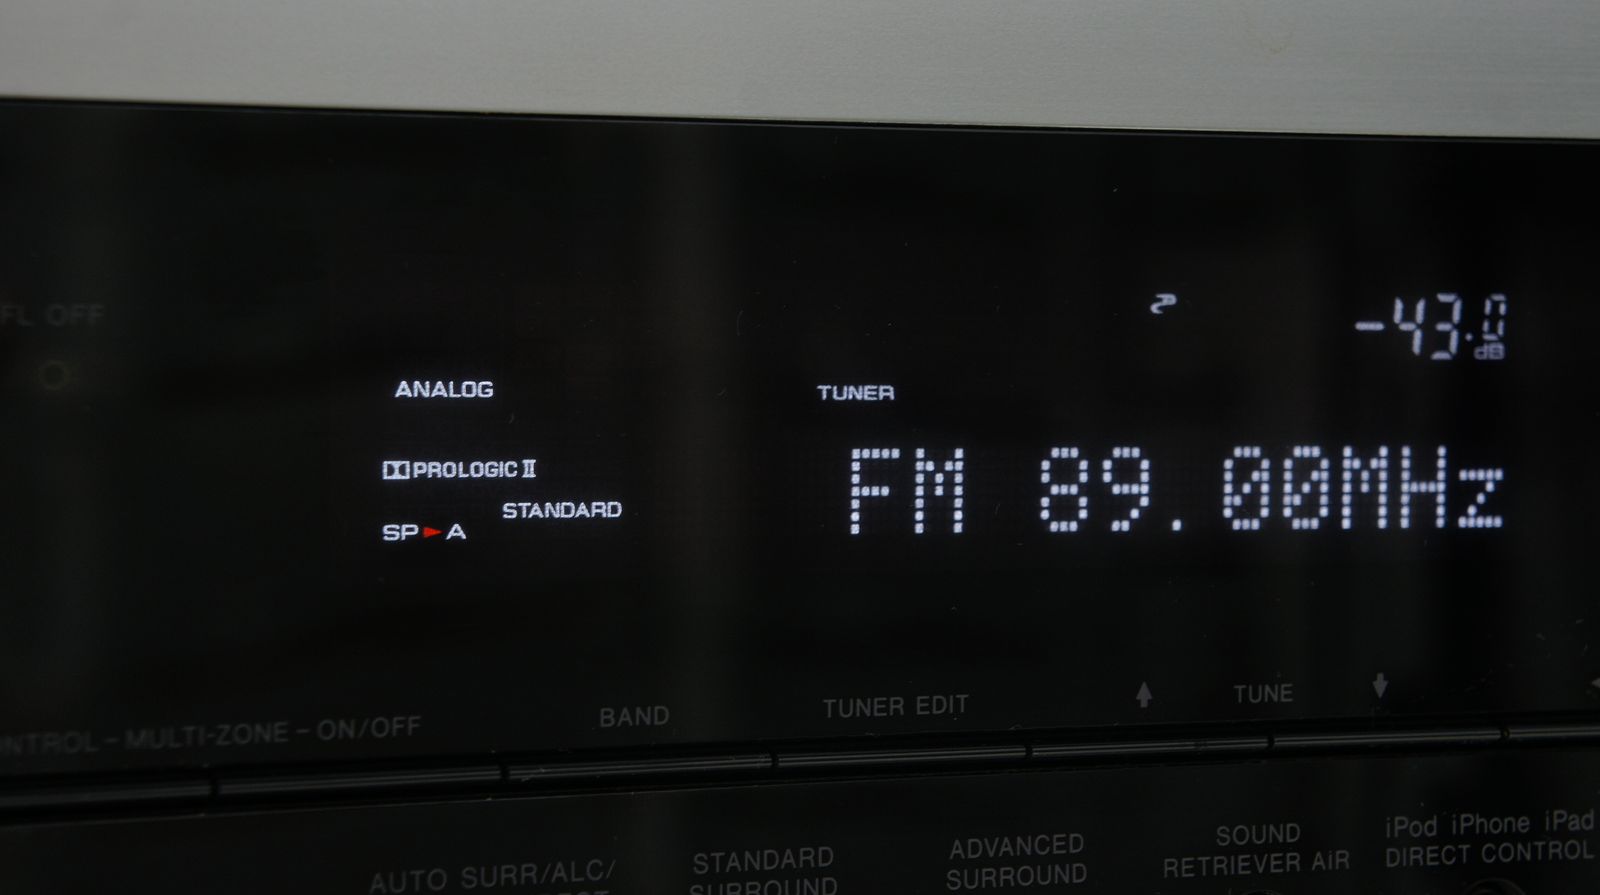 FL OFF
-43.0
dB
ANALOG
TUNER
PROLOGIC II
FM 89.00MHz
STANDARD
SP►A
TUNE
TUNER EDIT
BAND
MULTI-ZONE - ON/OFF
iPod iPhone iPad
DIRECT CONTROL
SOUND
RETRIEVER AiR
ADVANCED
SURROUND
STANDARD
SURROUND
AUTO SURR/ALC/